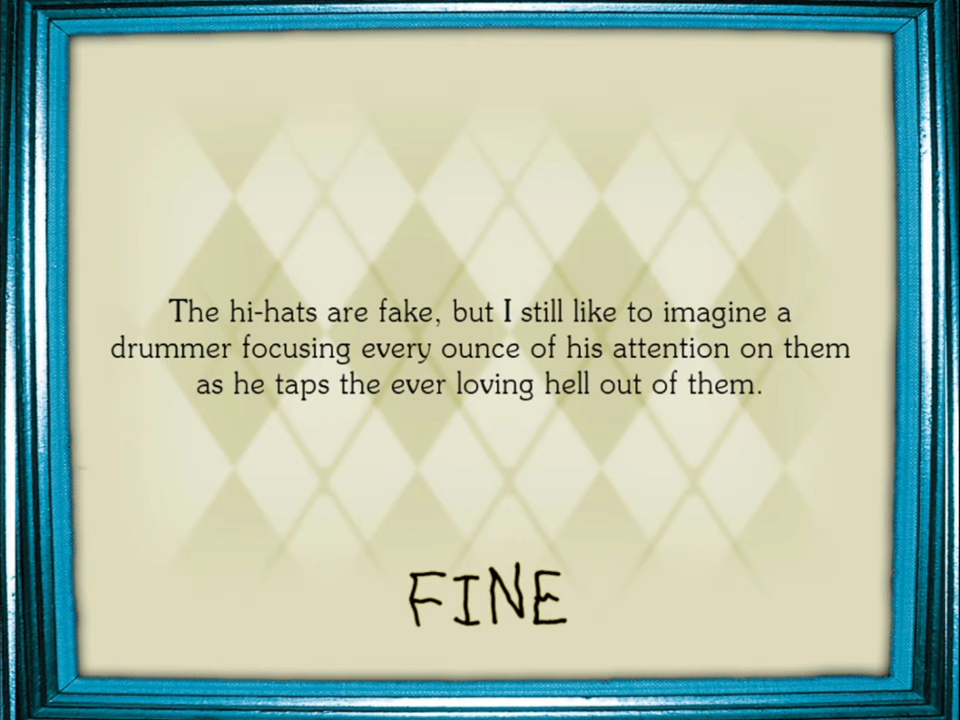 The hi-hats are fake, but I still like to imagine a
drummer focusing every ounce of his attention on them
as he taps the ever loving hell out of them.
FINE